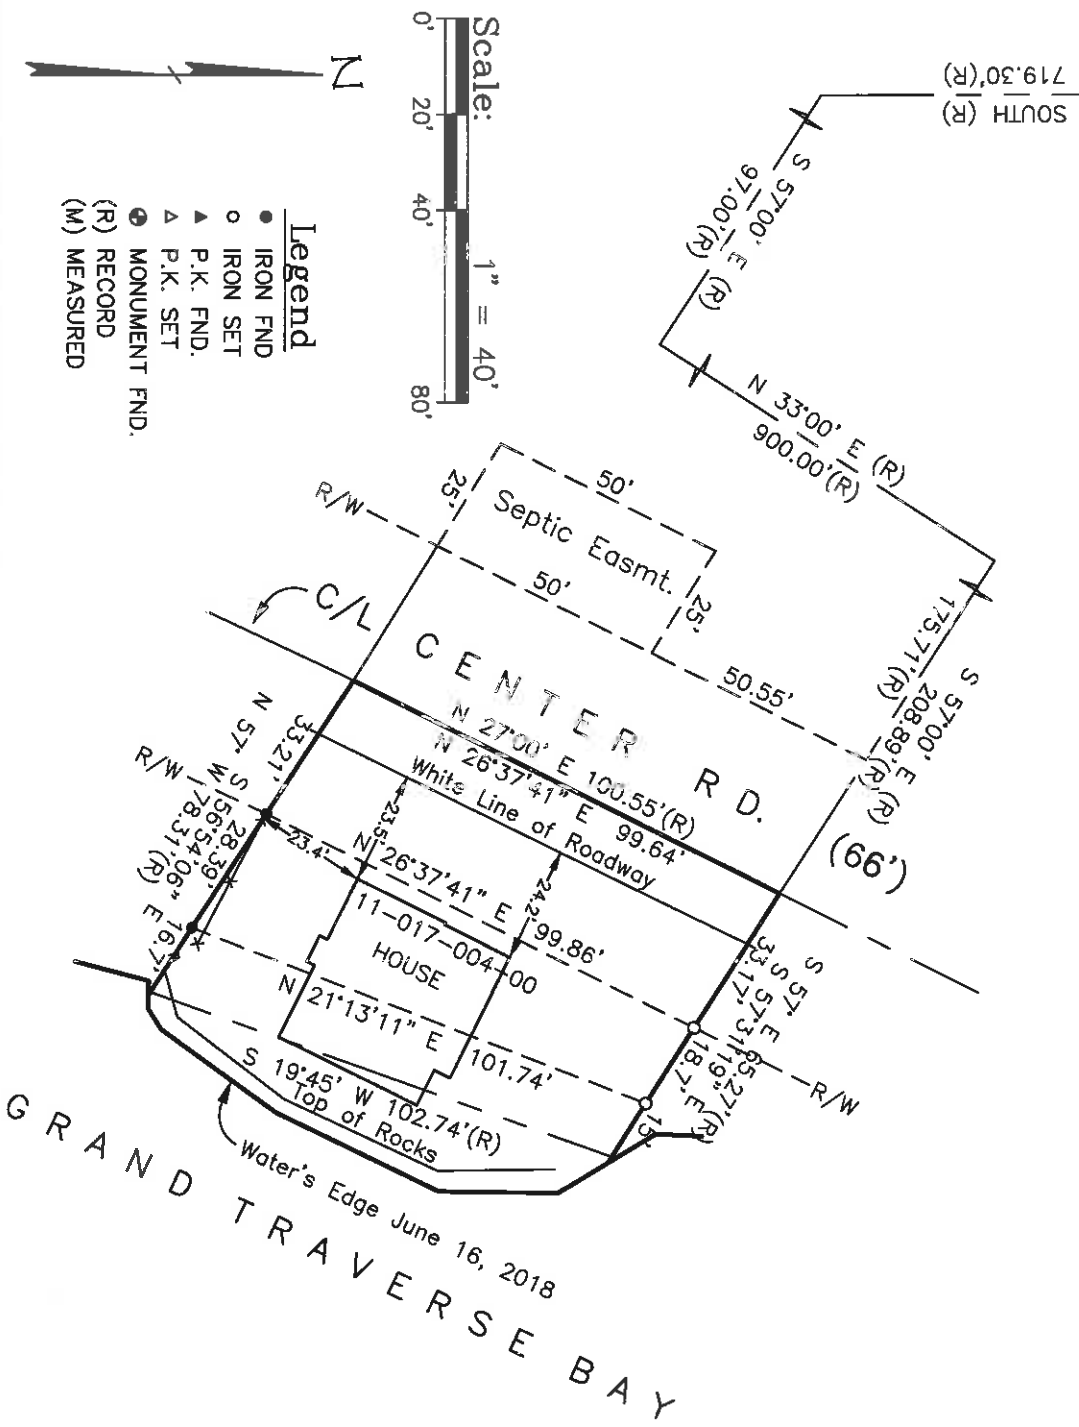 SOUTH (R)
719.30'(R)
S 57°00' E (R)
97.00'(R)
N 33°00' E (R)
900.00'(R)
S 57°00' E (R)
208.89'(R)
175.71'(R)
N
Scale:
1" = 40'
0'
20'
40'
80'
Legend
IRON FND
IRON SET
P.K. FND.
P.K. SET
MONUMENT FND.
(R) RECORD
(M) MEASURED
50'
25'
Septic Easmt.
25'
50'
50.55'
R/W
C/L
CENTER RD.
(66')
N 27°00' E 100.55'(R)
N 26°37'41" E 99.64'
White Line of Roadway
33.21'
N 57° W 78.31'(R)
S 56°54'06" E
28.39'
16.7'
R/W
23.5'
23.4'
24.2'
N 26°37'41" E 99.86'
11-017-004-00
HOUSE
N 21°13'11" E 101.74'
S 19°45' W 102.74'(R)
Top of Rocks
S 57° E 65.27'(R)
S 57°31'19" E
33.17'
18.7'
15'
R/W
Water's Edge June 16, 2018
GRAND TRAVERSE BAY